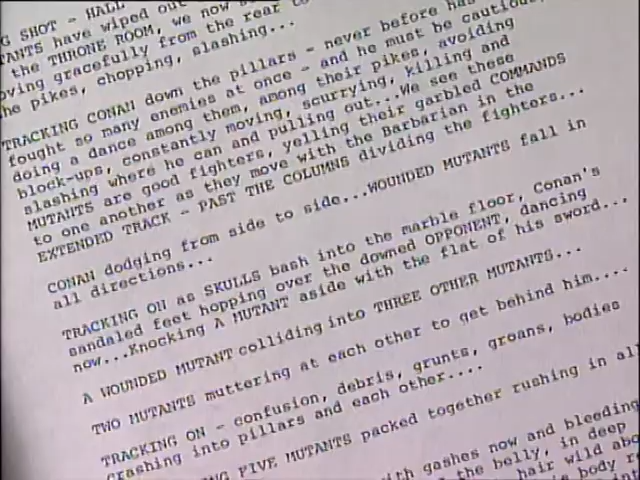 G SHOT - HALL
TANTS have wiped out
the THRONE ROOM, we now
oving gracefully from the rear to
he pikes, chopping, slashing...
TRACKING CONAN down the pillars - never before has
fought so many enemies at once - and he must be cautious,
doing a dance among them, among their pikes, avoiding
block-ups, constantly moving, scurrying, killing and
slashing where he can and pulling out...We see these
MUTANTS are good fighters, yelling their garbled COMMANDS
to one another as they move with the Barbarian in the
EXTENDED TRACK - PAST THE COLUMNS dividing the fighters...
CONAN dodging from side to side...WOUNDED MUTANTS fall in
all directions...
TRACKING ON as SKULLS bash into the marble floor, Conan's
sandaled feet hopping over the downed OPPONENT, dancing
now...Knocking A MUTANT aside with the flat of his sword...
A WOUNDED MUTANT colliding into THREE OTHER MUTANTS...
TWO MUTANTS muttering at each other to get behind him....
TRACKING ON - confusion, debris, grunts, groans, bodies
crashing into pillars and each other....
NG FIVE MUTANTS packed together rushing in all
ith gashes now and bleeding
the belly, in deep
hair wild abo
body